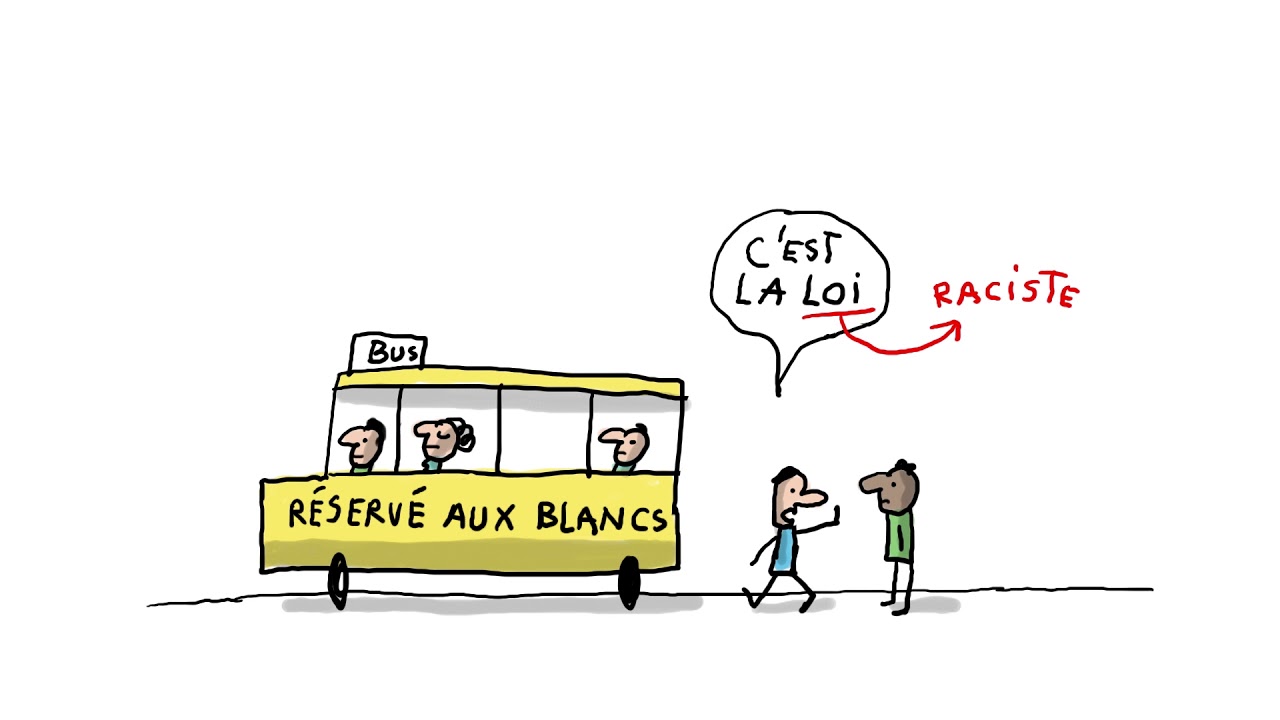 C'EST
LA LOi
RACISTE
BUS
RÉSERVÉ AUX BLANCS